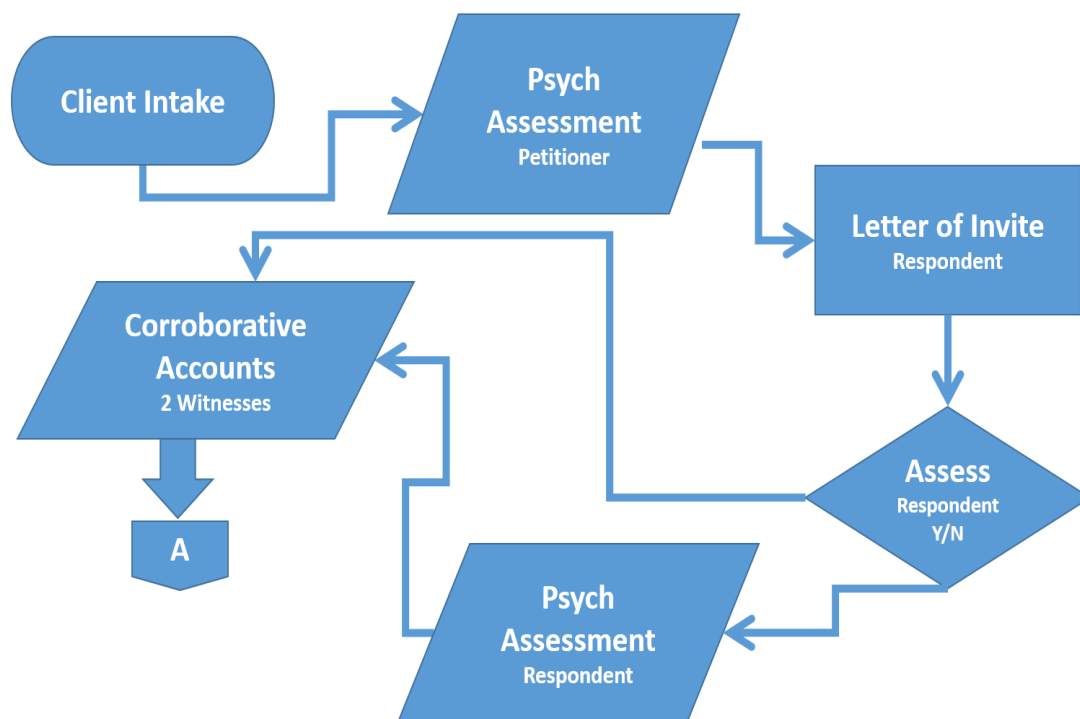 Client Intake
Psych
Assessment
Petitioner
Letter of Invite
Respondent
Assess
Respondent
Y/N
Psych
Assessment
Respondent
Corroborative
Accounts
2 Witnesses
A